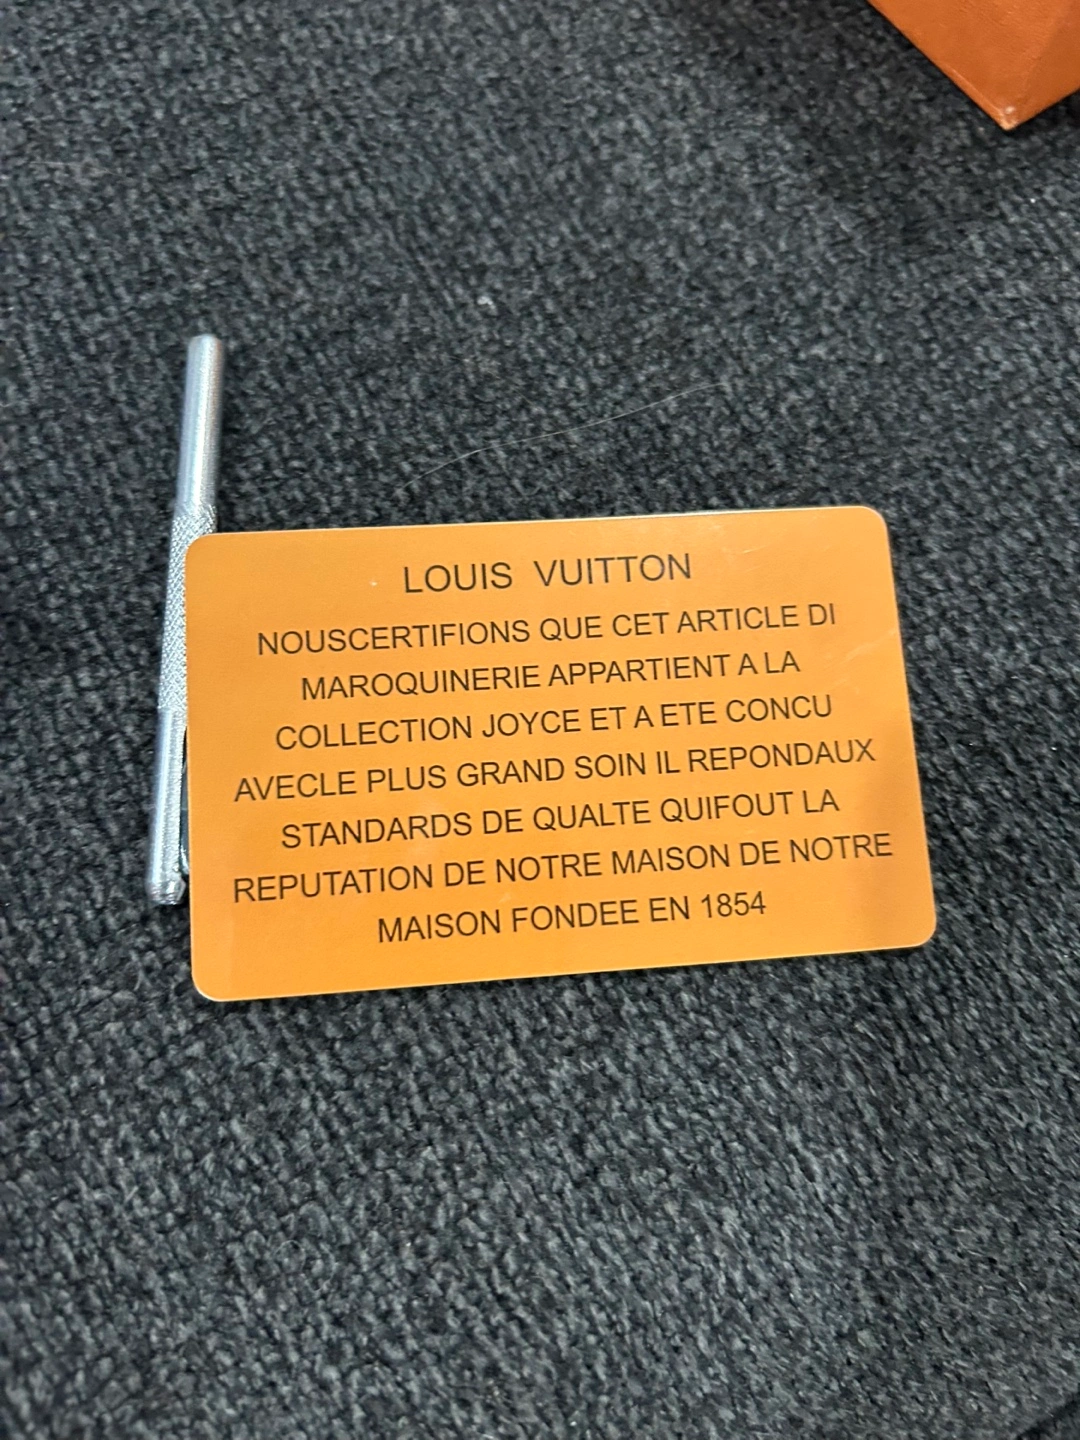 LOUIS VUITTON
NOUSCERTIFIONS QUE CET ARTICLE DI
MAROQUINERIE APPARTIENT A LA
COLLECTION JOYCE ET A ETE CONCU
AVECLE PLUS GRAND SOIN IL REPONDAUX
STANDARDS DE QUALTE QUIFOUT LA
REPUTATION DE NOTRE MAISON DE NOTRE
MAISON FONDEE EN 1854